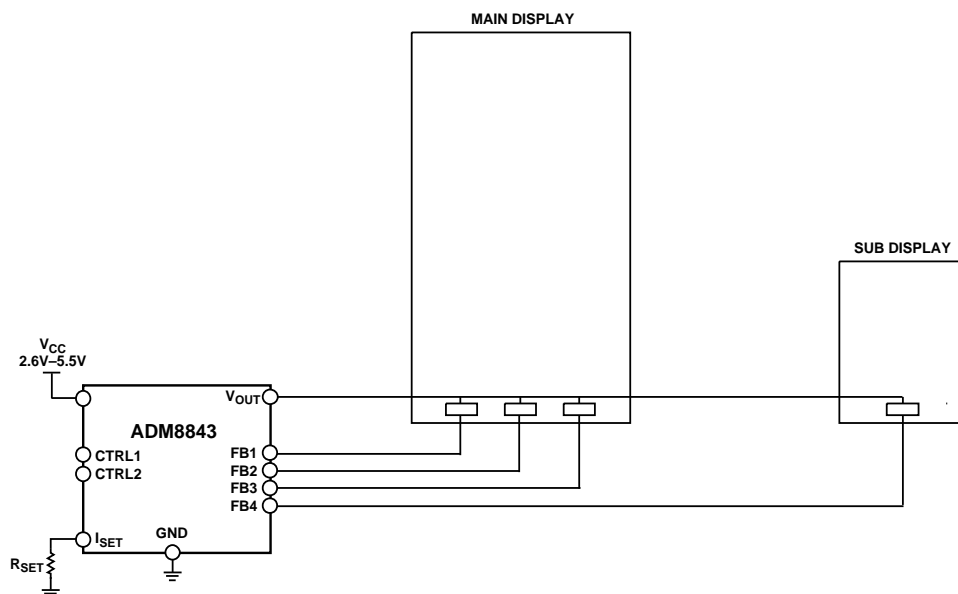 MAIN DISPLAY
SUB DISPLAY
VCC
2.6V–5.5V
VOUT
ADM8843
CTRL1
CTRL2
FB1
FB2
FB3
FB4
ISET
GND
RSET